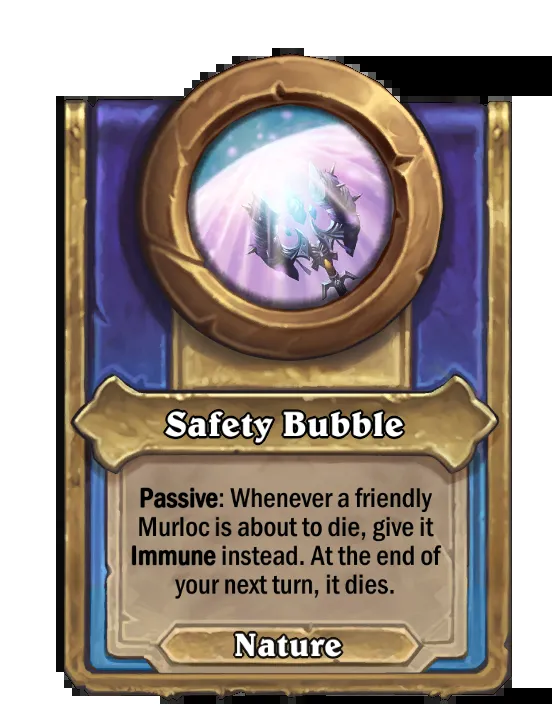 Safety Bubble
Passive: Whenever a friendly
Murloc is about to die, give it
Immune instead. At the end of
your next turn, it dies.
Nature